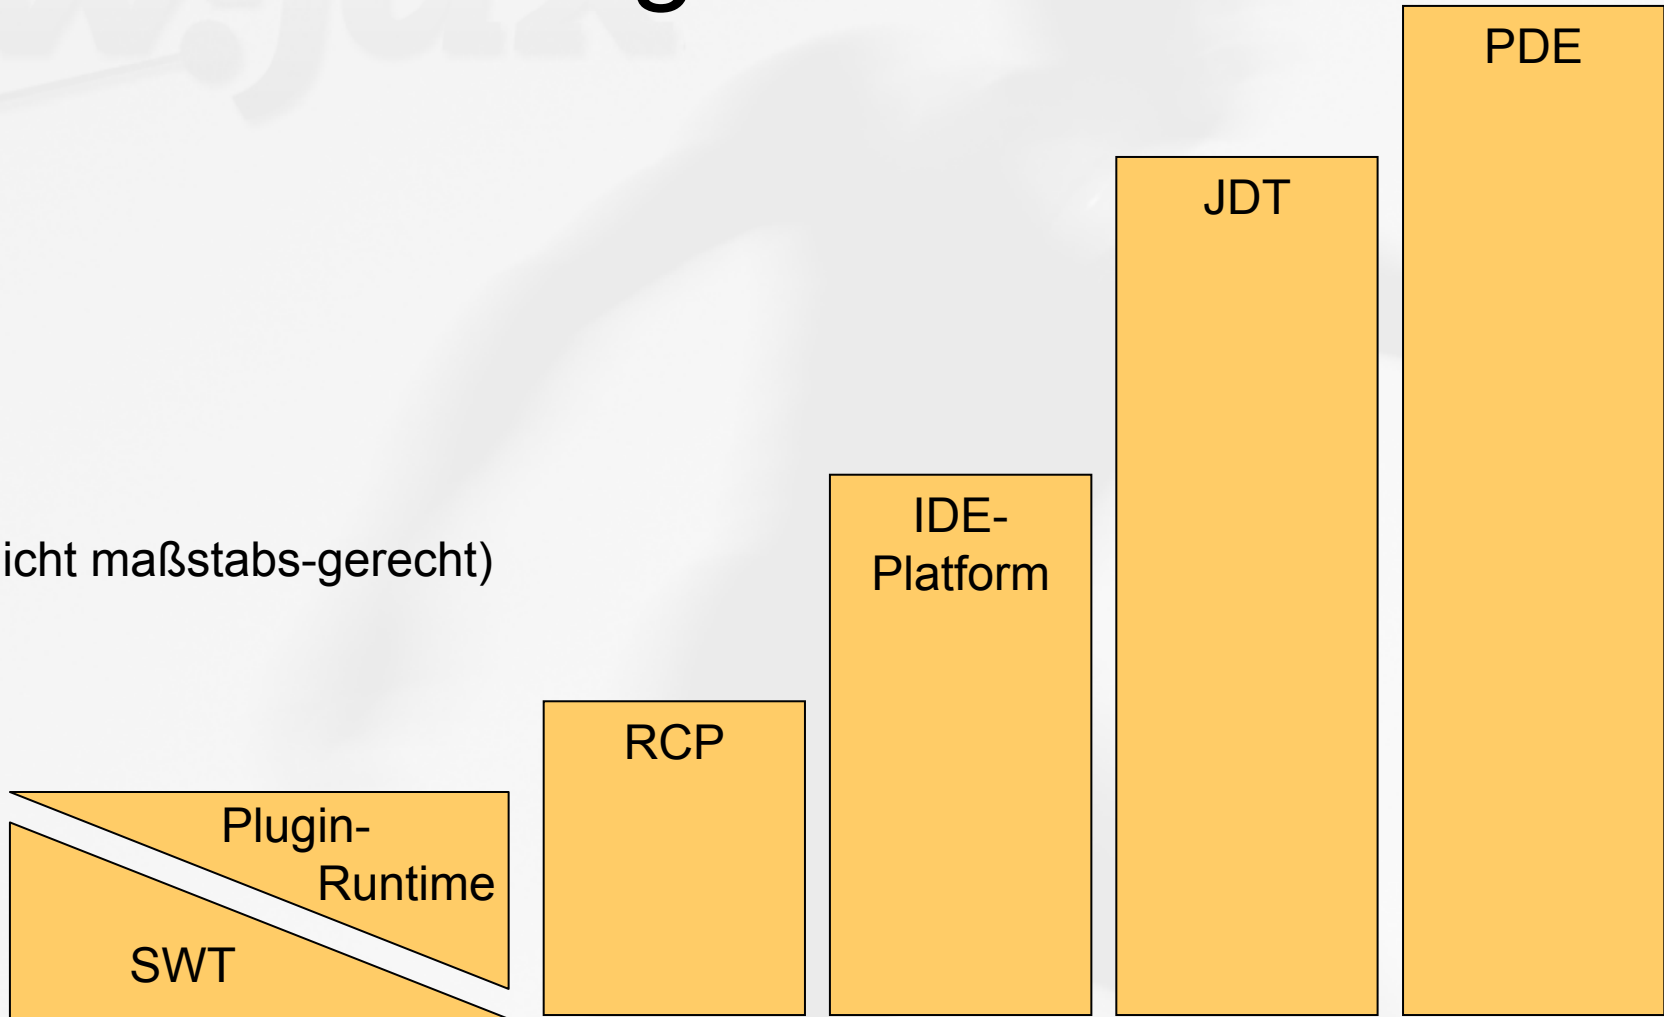 PDE
JDT
IDE-
Platform
icht maßstabs-gerecht)
RCP
Plugin-
Runtime
SWT